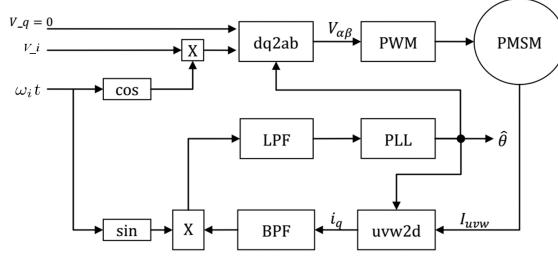 V_q = 0
V_i
X
dq2ab
V_{αβ}
PWM
PMSM
ω_i t
cos
LPF
PLL
θ̂
sin
X
BPF
i_q
uvw2d
I_{uvw}